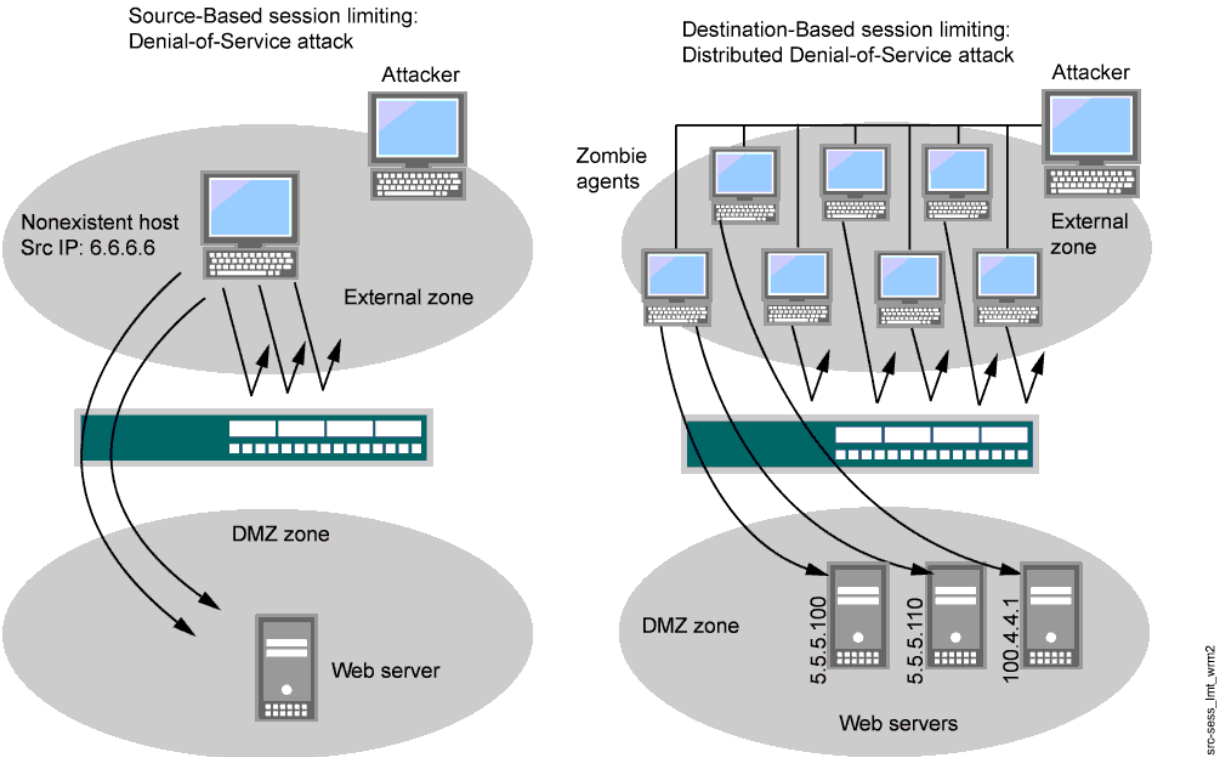 Source-Based session limiting:
Denial-of-Service attack
Attacker
Nonexistent host
Src IP: 6.6.6.6
External zone
DMZ zone
Web server
Destination-Based session limiting:
Distributed Denial-of-Service attack
Attacker
Zombie
agents
External
zone
DMZ zone
5.5.5.100
5.5.5.110
100.4.4.1
Web servers
src-sess_lmt_wrm2